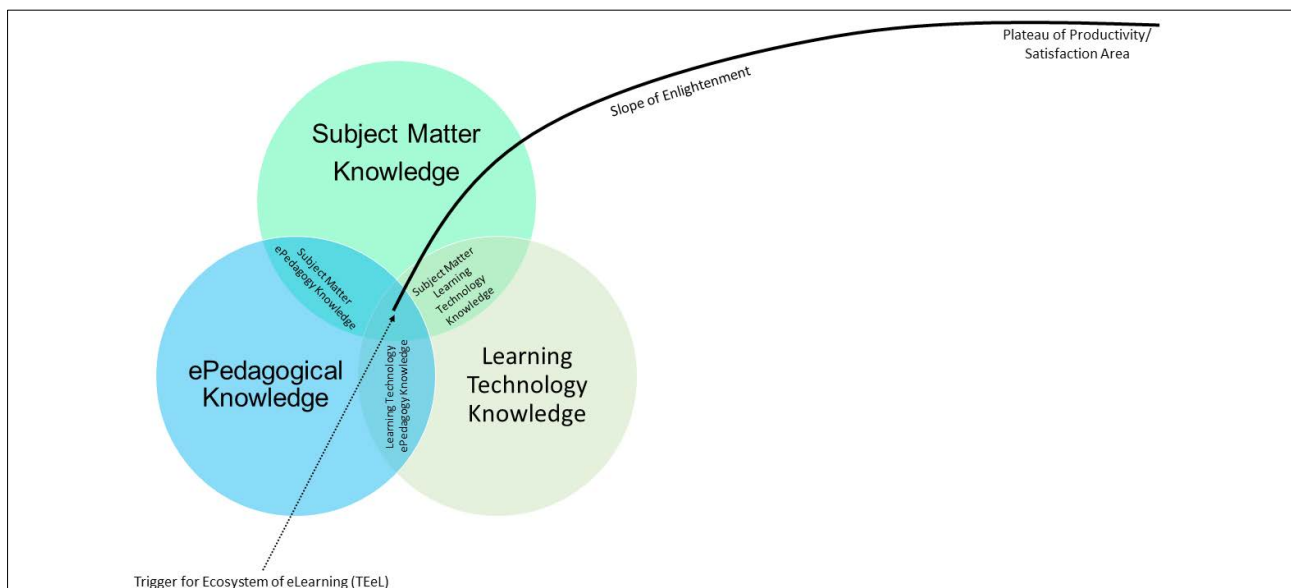 Plateau of Productivity/
Satisfaction Area
Slope of Enlightenment
Subject Matter
Knowledge
Subject Matter
ePedagogy Knowledge
Subject Matter
Learning
Technology
Knowledge
ePedagogical
Knowledge
Learning Technology
ePedagogy Knowledge
Learning
Technology
Knowledge
Trigger for Ecosystem of eLearning (TEeL)